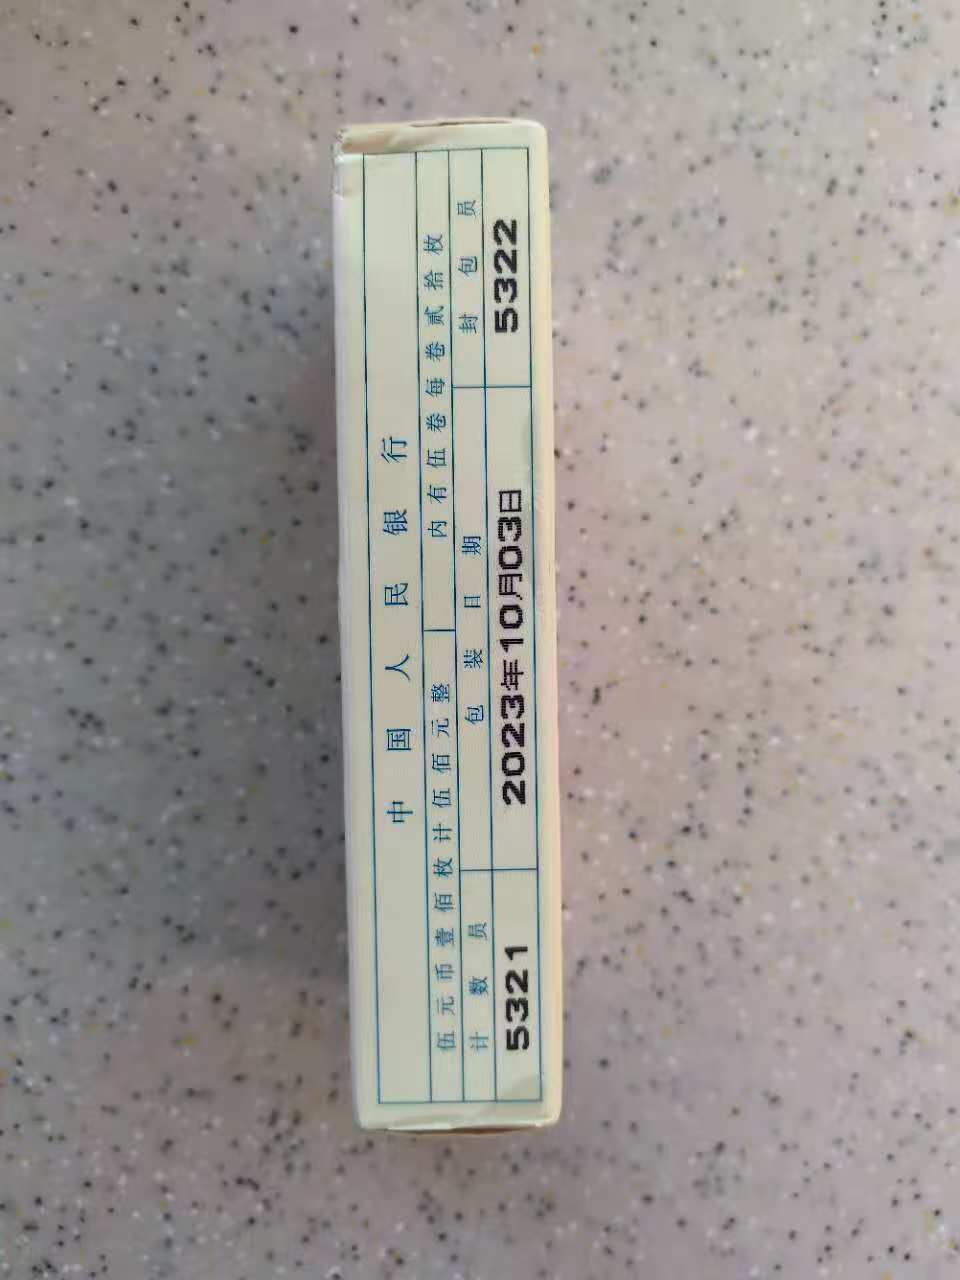 中国人民银行
伍元币壹佰枚计伍佰元整 内有伍卷每卷贰拾枚
计数员 包装日期 封包员
5321 2023年10月03日 5322